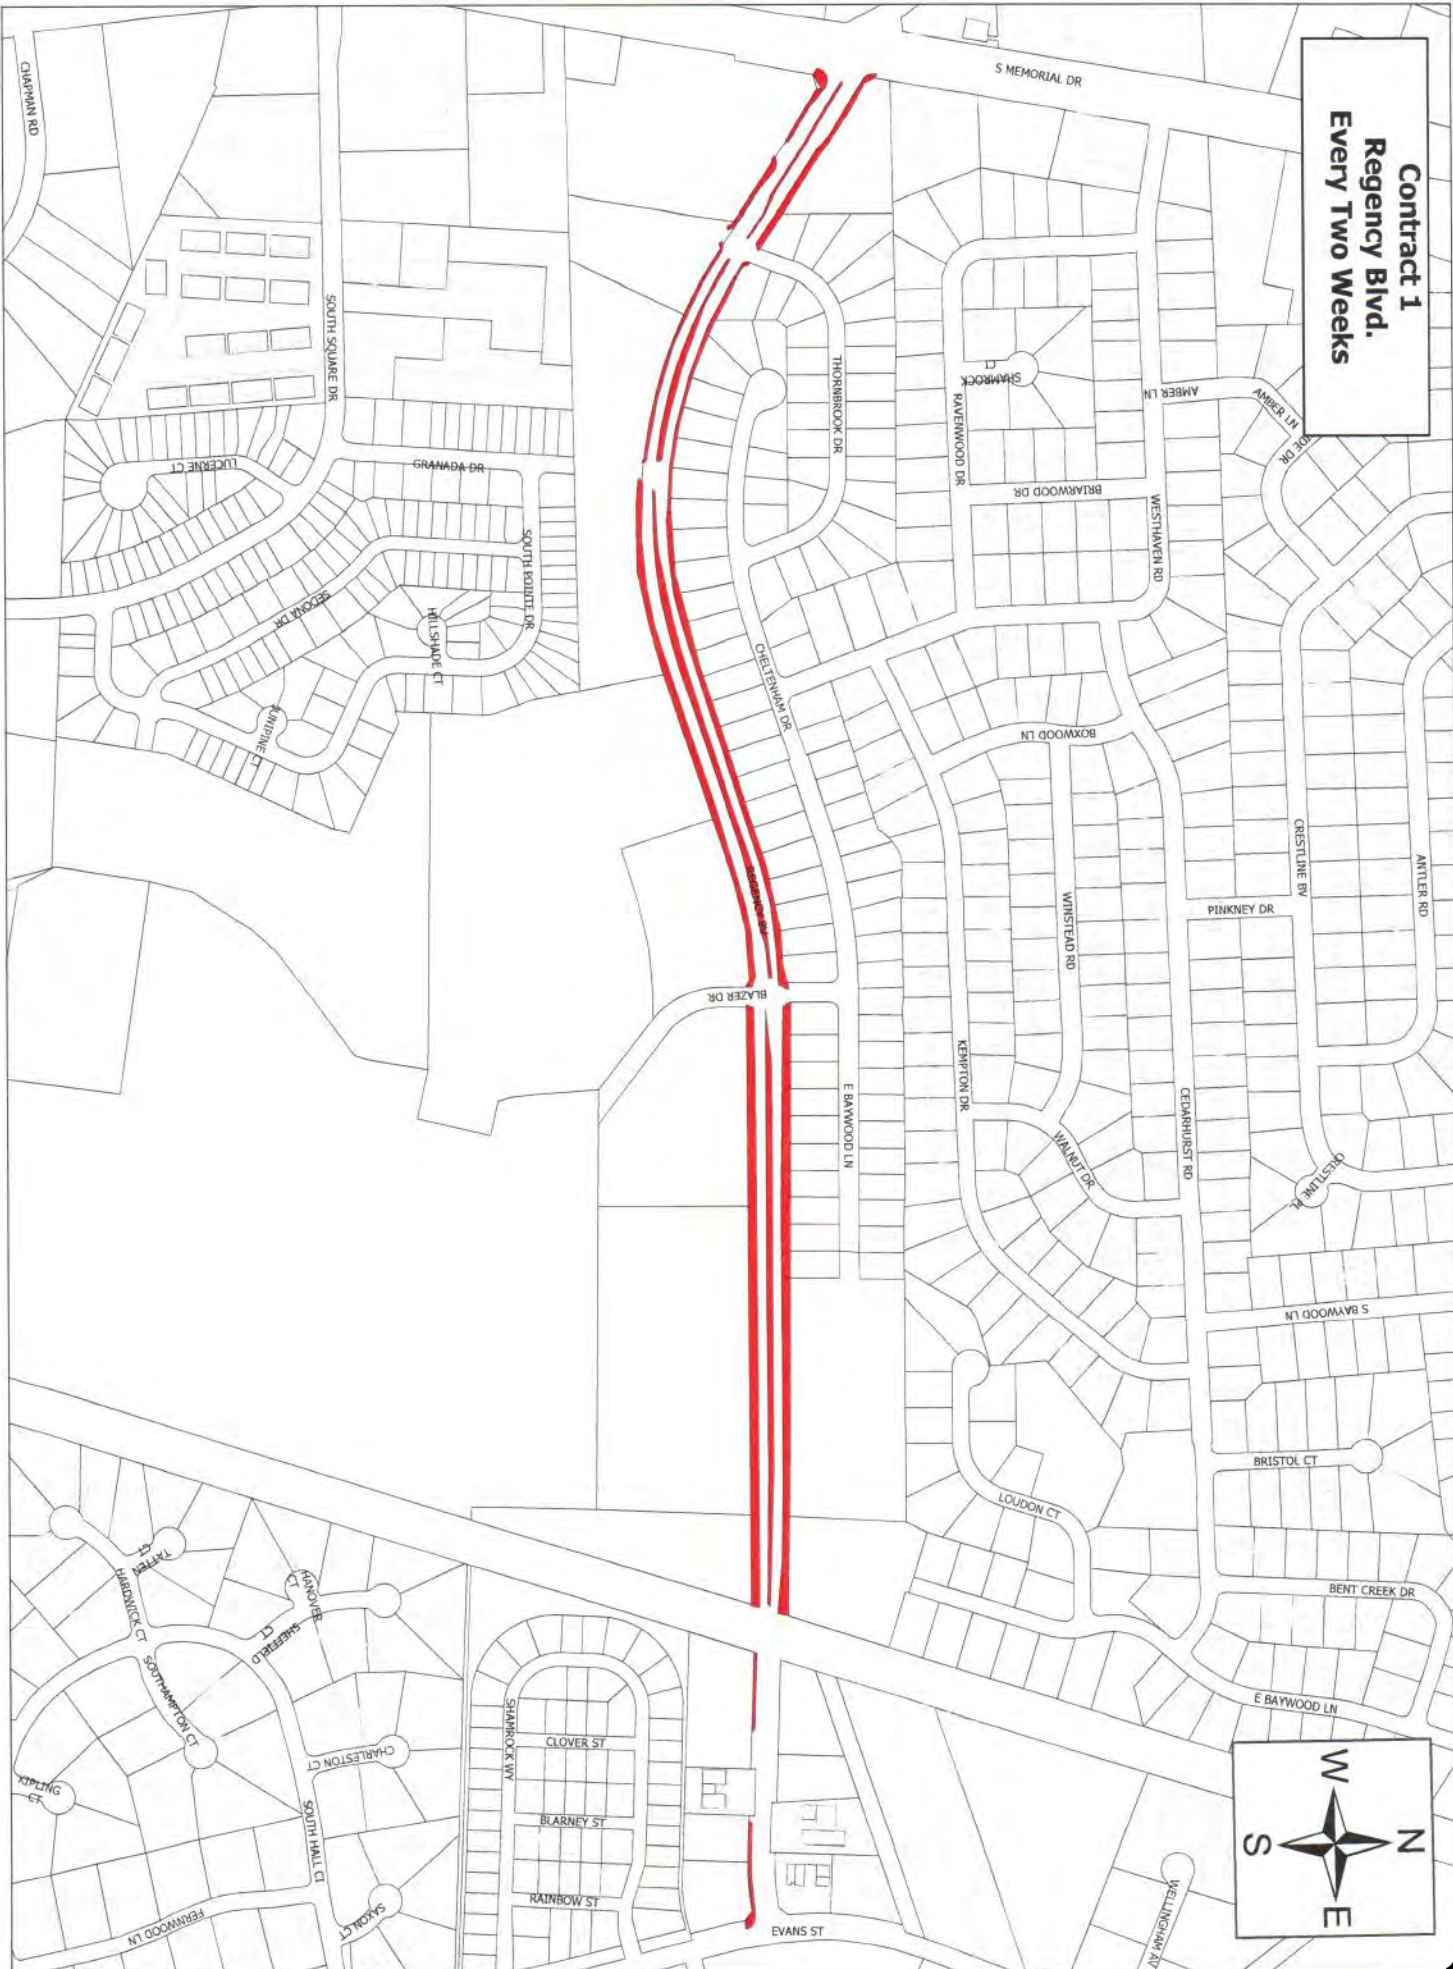 Contract 1
Regency Blvd.
Every Two Weeks
S MEMORIAL DR
CHAPMAN RD
SOUTH SQUARE DR
THORNBROOK DR
SHAMROCK
CT
RAVENWOOD DR
AMBER LN
AMBER LN
DE DR
BRIARWOOD DR
WESTHAVEN RD
LUCERNE CT
GRANADA DR
SOUTH POINTE DR
SEDONA DR
HILLSHADE CT
JUNIPINE CT
CHELTENHAM DR
BOXWOOD LN
WINSTEAD RD
CRESTLINE BV
ANTLER RD
PINKNEY DR
REGENCY BV
BLAZER DR
E BAYWOOD LN
KEMPTON DR
WALNUT DR
CEDARHURST RD
CRESTLINE PL
S BAYWOOD LN
BRISTOL CT
LOUDON CT
BENT CREEK DR
E BAYWOOD LN
TATTEN
CT
HARDWICK CT
HANOVER
CT
SHEFFIELD
CT
SOUTHAMPTON CT
CHARLESTON CT
KIPLING
CT
SOUTH HALL CI
SAXON CT
FERNWOOD LN
SHAMROCK WY
CLOVER ST
BLARNEY ST
RAINBOW ST
EVANS ST
WELLINGHAM AV
N
W
E
S